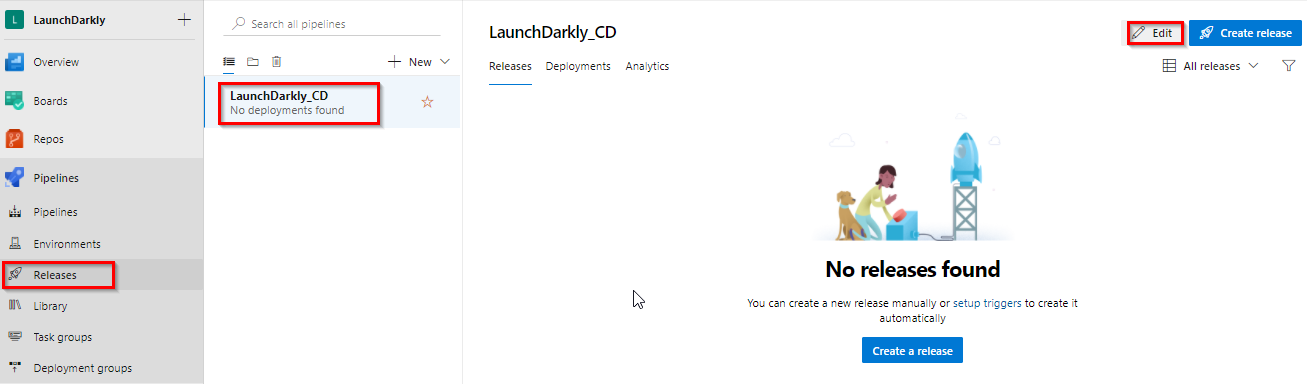 L LaunchDarkly
Overview
Boards
Repos
Pipelines
Pipelines
Environments
Releases
Library
Task groups
Deployment groups
Search all pipelines
New
LaunchDarkly_CD
No deployments found
LaunchDarkly_CD
Edit
Create release
Releases Deployments Analytics
All releases
No releases found
You can create a new release manually or setup triggers to create it
automatically
Create a release